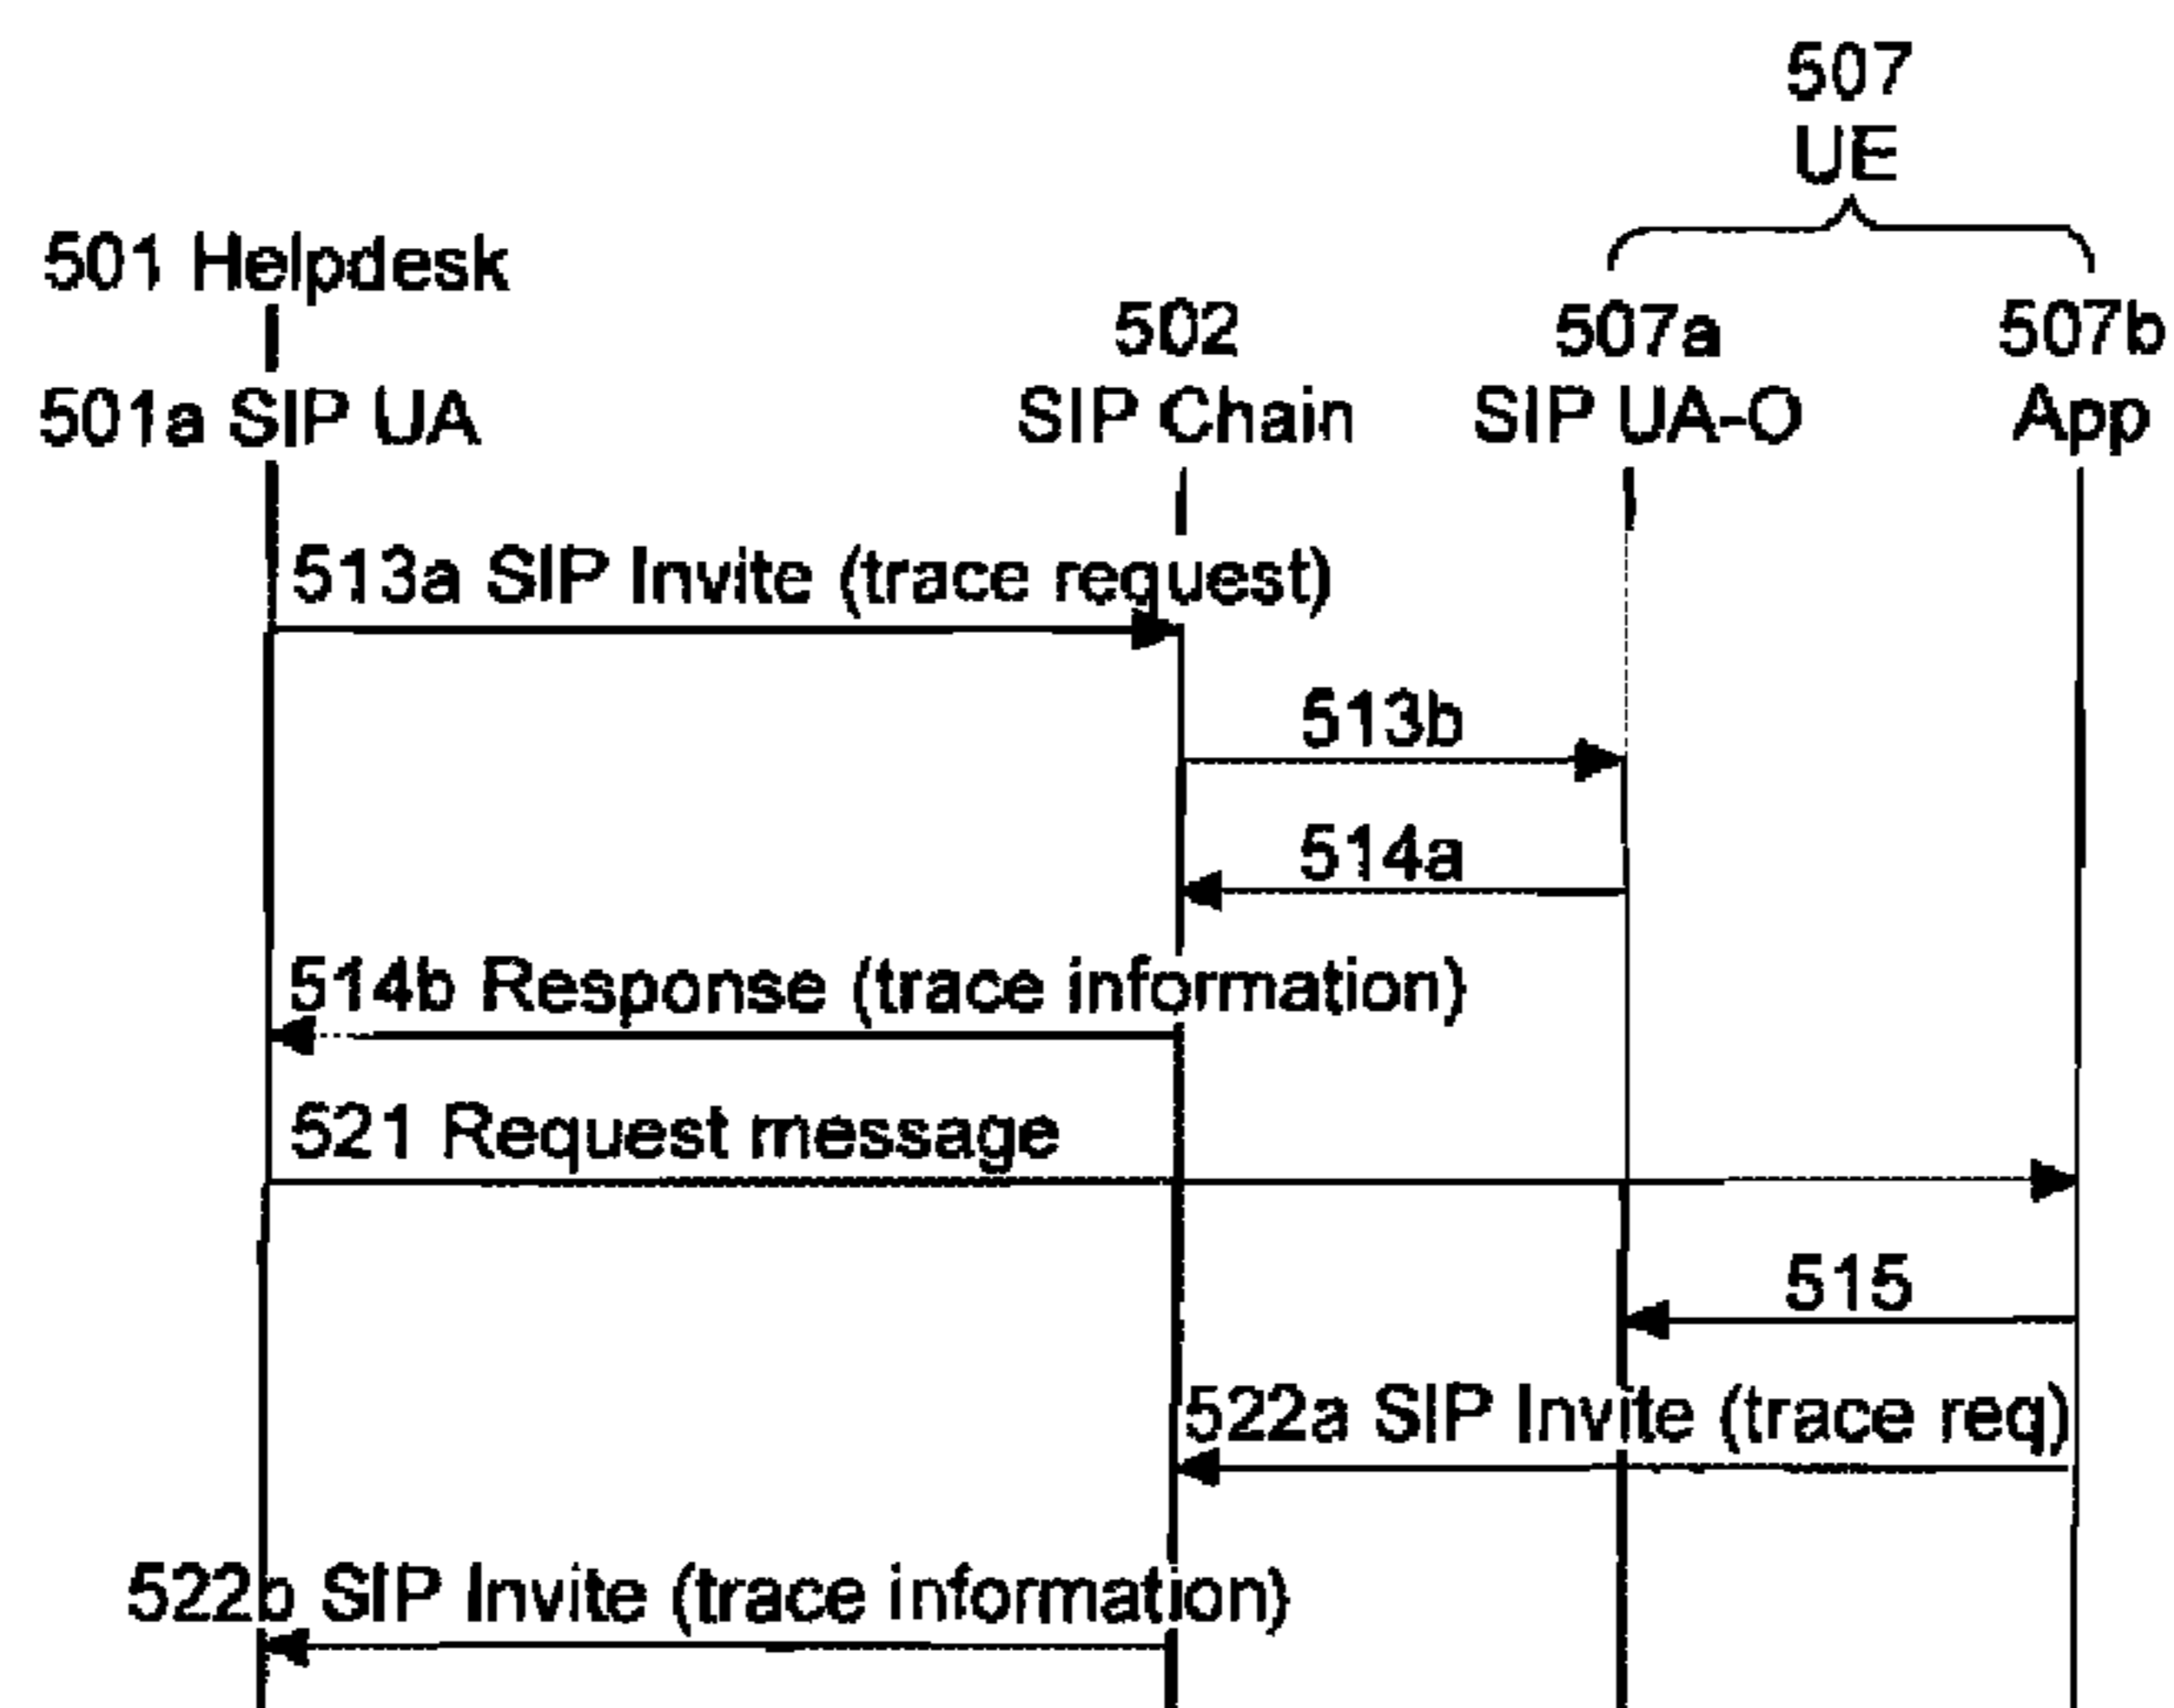 507
UE
501 Helpdesk
502
507a
507b
501a SIP UA
SIP Chain
SIP UA-O
App
513a SIP Invite (trace request)
513b
514a
514b Response (trace information)
521 Request message
515
522a SIP Invite (trace req)
522b SIP Invite (trace information)